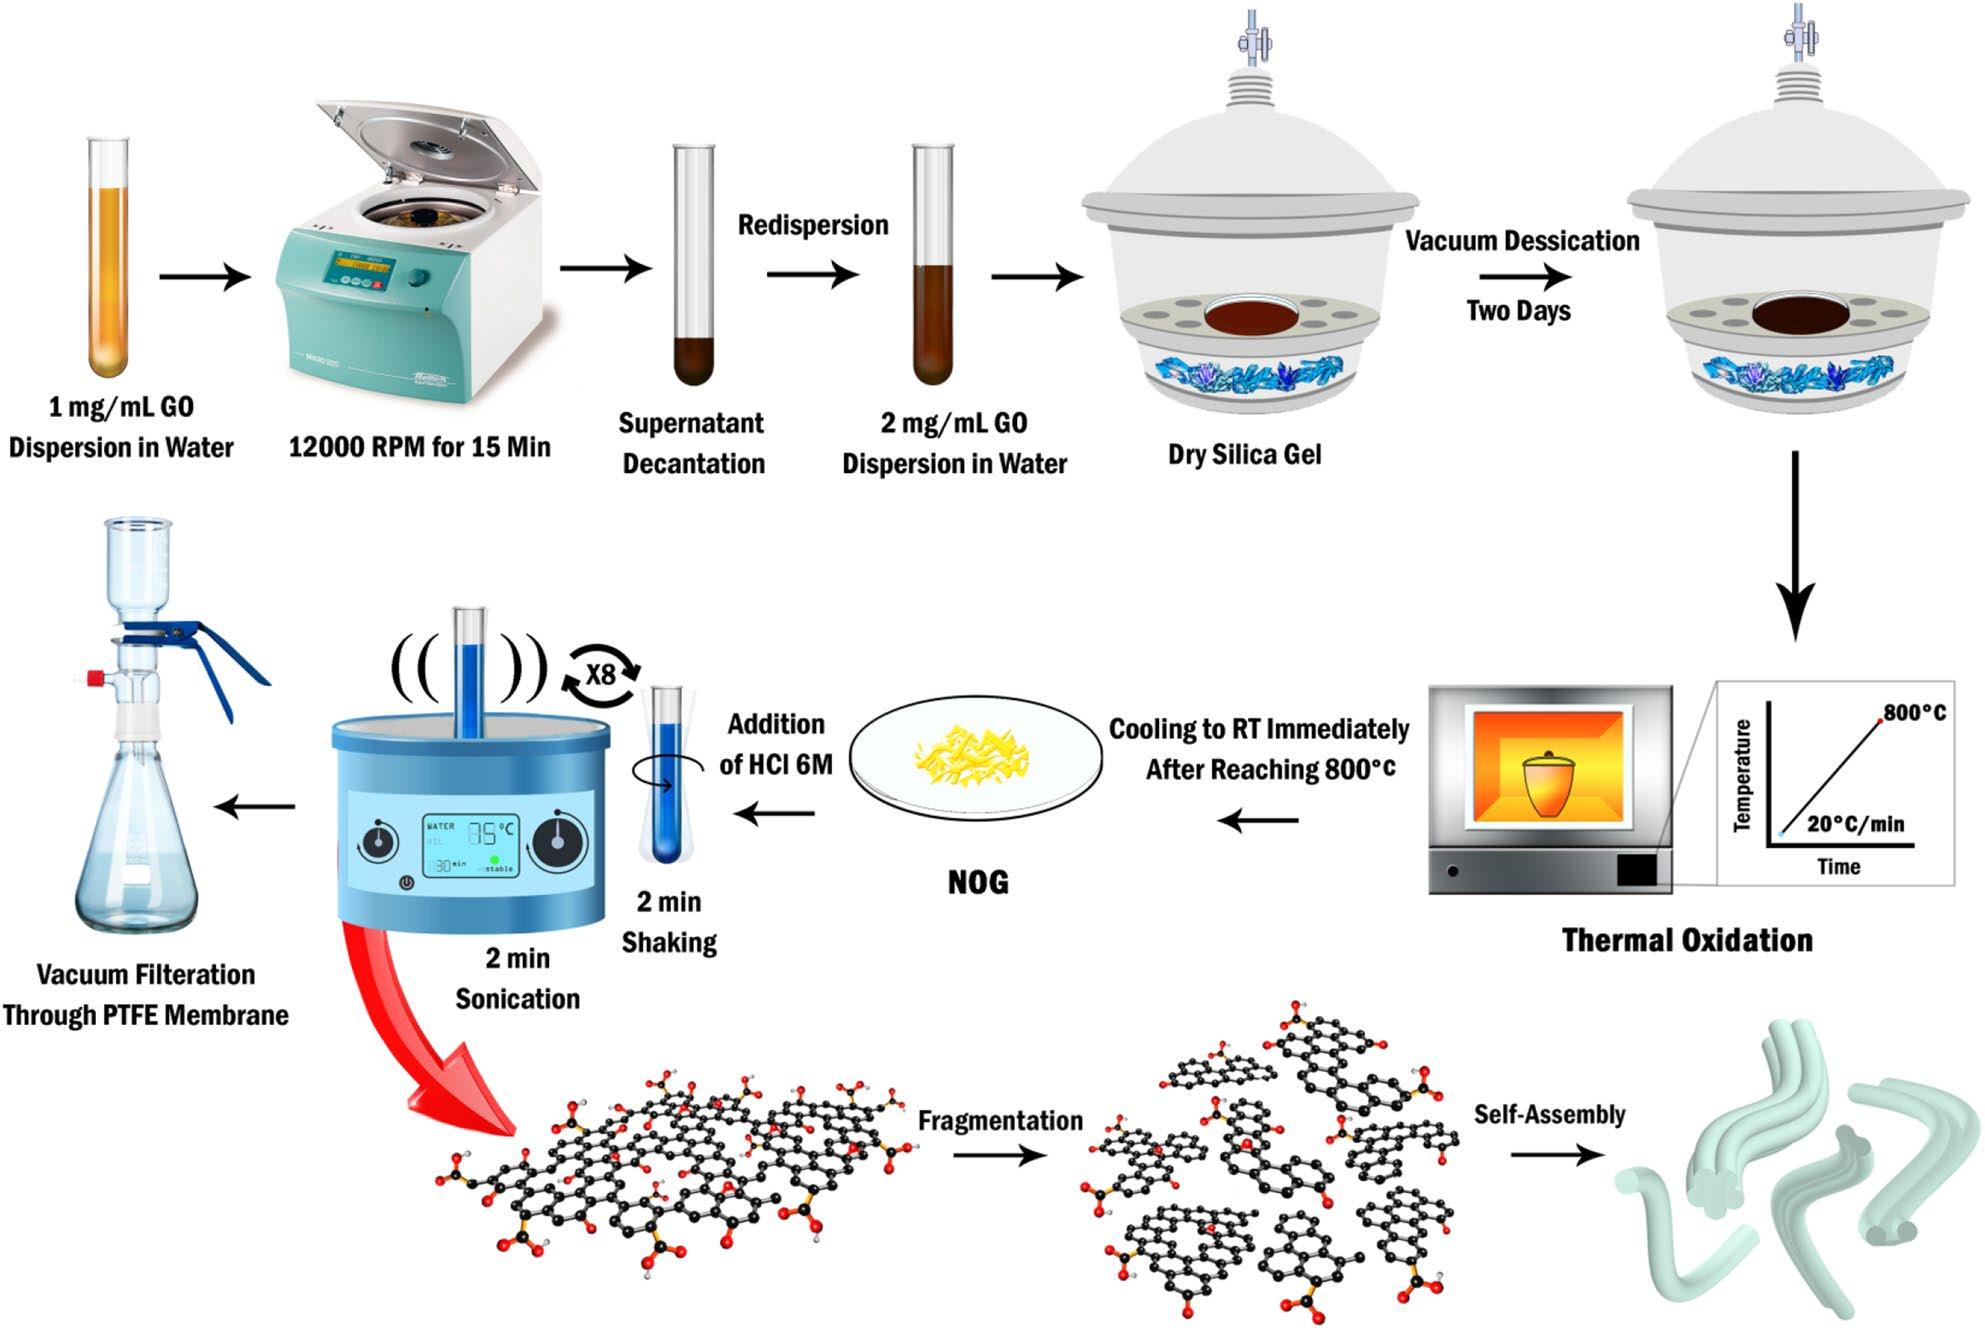 1 mg/mL GO
Dispersion in Water
12000 RPM for 15 Min
Supernatant
Decantation
Redispersion
2 mg/mL GO
Dispersion in Water
Dry Silica Gel
Vacuum Dessication
Two Days
Vacuum Filteration
Through PTFE Membrane
X8
WATER
OIL
75 °C
30 min
stable
2 min
Sonication
2 min
Shaking
Addition
of HCl 6M
NOG
Cooling to RT Immediately
After Reaching 800°c
Temperature
800°C
20°C/min
Time
Thermal Oxidation
Fragmentation
Self-Assembly